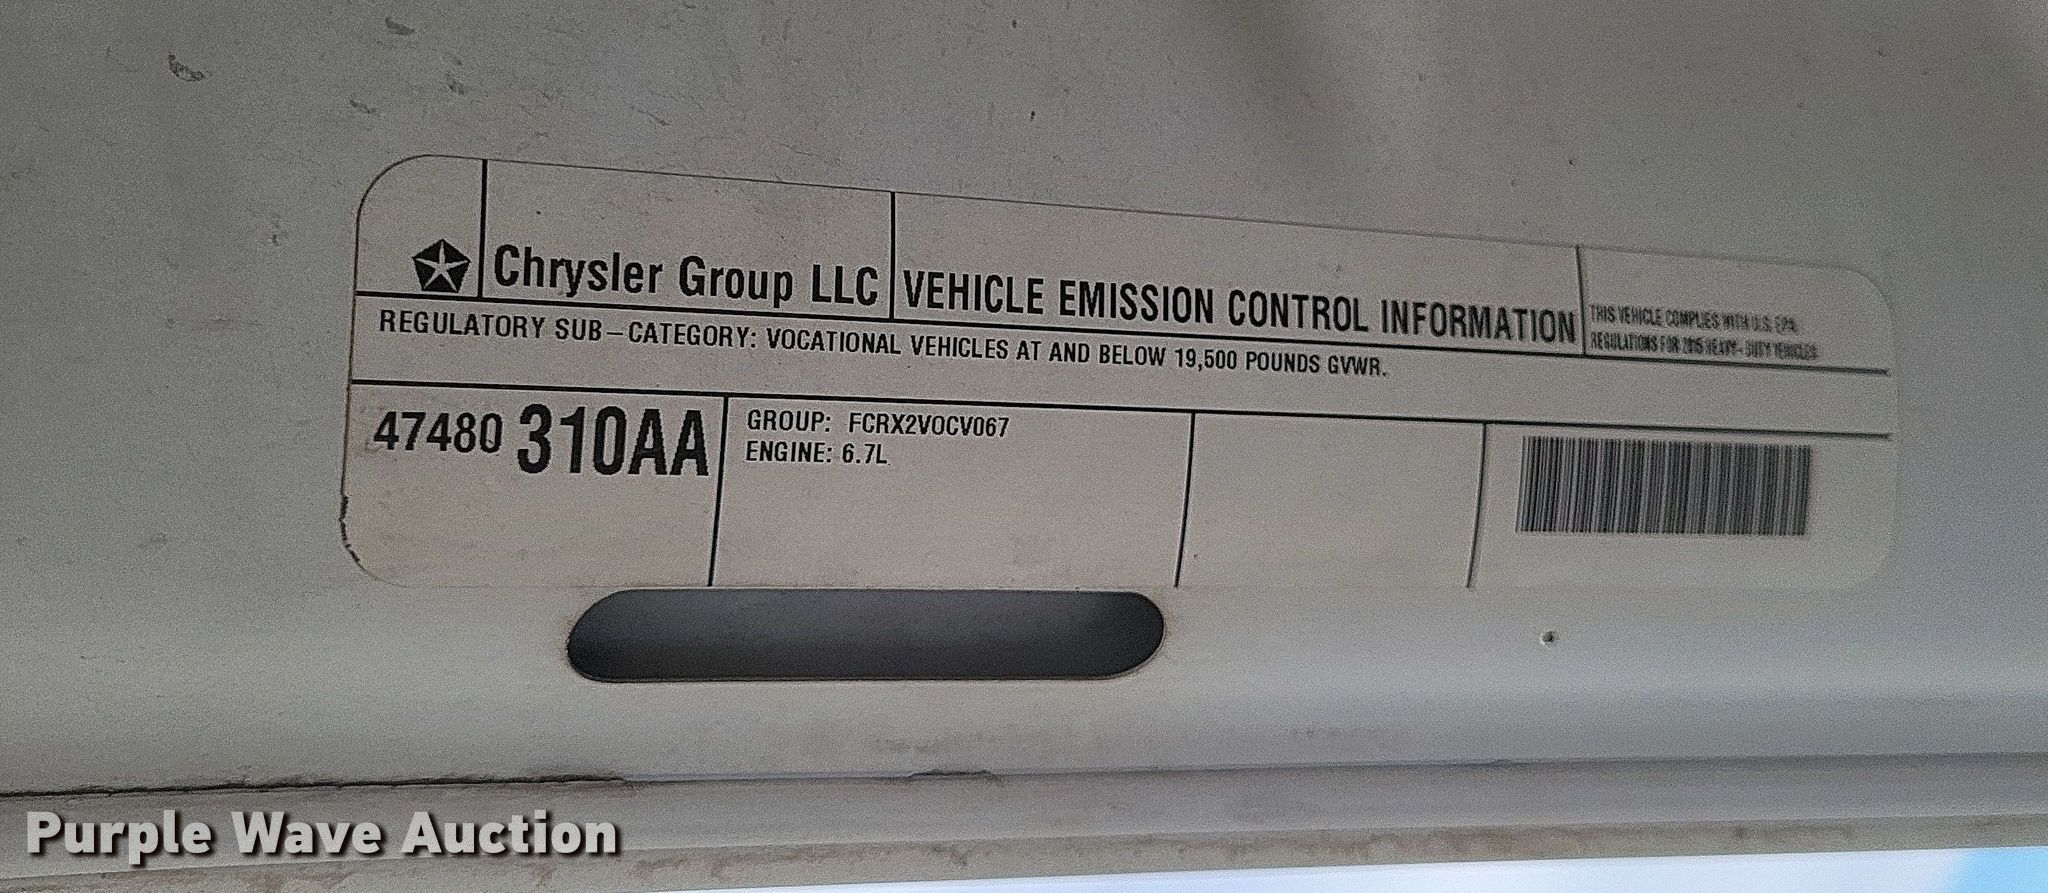 Chrysler Group LLC
VEHICLE EMISSION CONTROL INFORMATION
THIS VEHICLE COMPLIES WITH U.S. EPA
REGULATIONS FOR 2015 HEAVY-DUTY VEHICLES
REGULATORY SUB-CATEGORY: VOCATIONAL VEHICLES AT AND BELOW 19,500 POUNDS GVWR.
47480 310AA
GROUP: FCRX2VOCV067
ENGINE: 6.7L
Purple Wave Auction